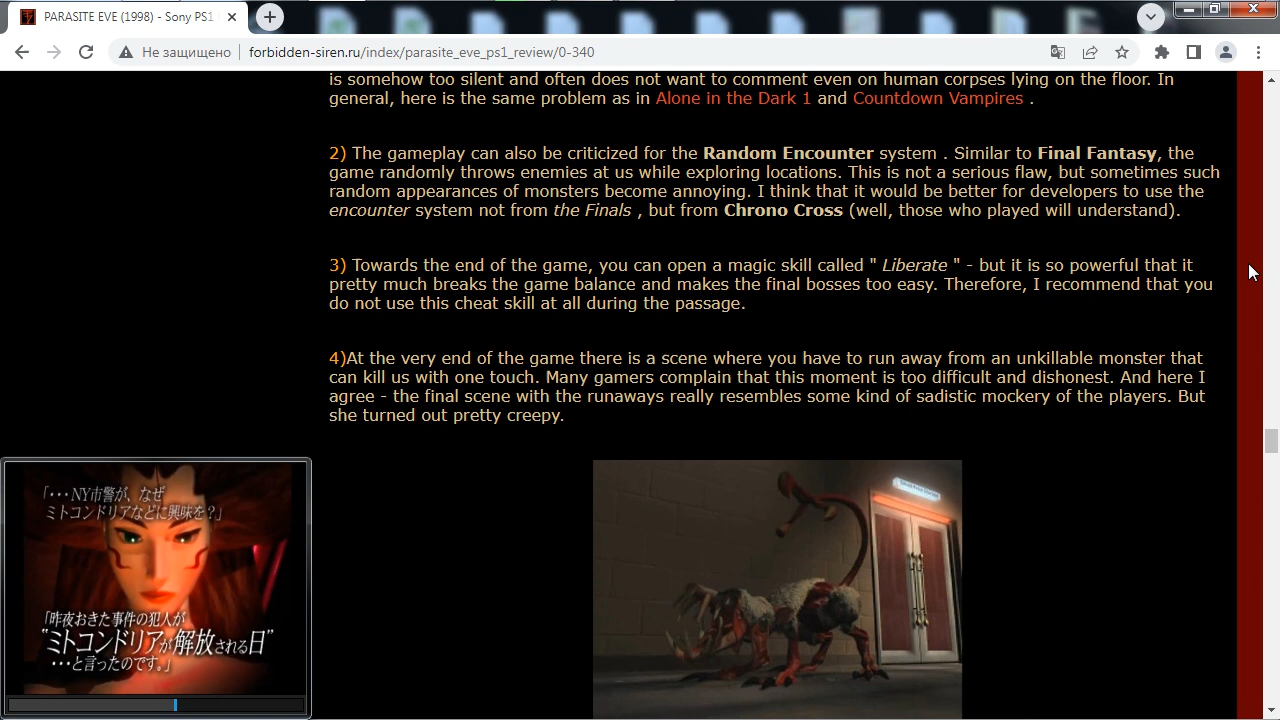 PARASITE EVE (1998) - Sony PS1
Не защищено
forbidden-siren.ru/index/parasite_eve_ps1_review/0-340
is somehow too silent and often does not want to comment even on human corpses lying on the floor. In
general, here is the same problem as in Alone in the Dark 1 and Countdown Vampires .
2) The gameplay can also be criticized for the Random Encounter system . Similar to Final Fantasy, the
game randomly throws enemies at us while exploring locations. This is not a serious flaw, but sometimes such
random appearances of monsters become annoying. I think that it would be better for developers to use the
encounter system not from the Finals , but from Chrono Cross (well, those who played will understand).
3) Towards the end of the game, you can open a magic skill called " Liberate " - but it is so powerful that it
pretty much breaks the game balance and makes the final bosses too easy. Therefore, I recommend that you
do not use this cheat skill at all during the passage.
4)At the very end of the game there is a scene where you have to run away from an unkillable monster that
can kill us with one touch. Many gamers complain that this moment is too difficult and dishonest. And here I
agree - the final scene with the runaways really resembles some kind of sadistic mockery of the players. But
she turned out pretty creepy.
「･･･NY市警が、なぜ
ミトコンドリアなどに興味を？」
「昨夜おきた事件の犯人が
“ミトコンドリアが解放される日”
･･･と言ったのです。」